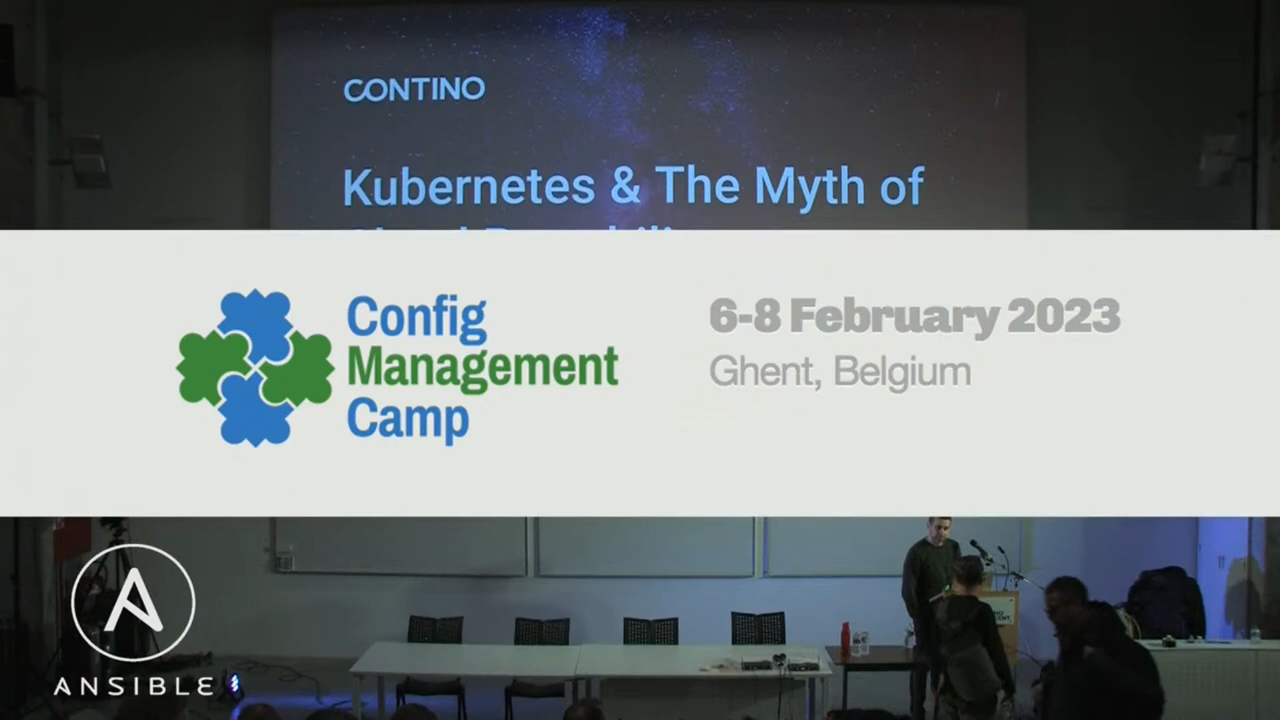 CONTINO
Kubernetes & The Myth of
Config
Management
Camp
6-8 February 2023
Ghent, Belgium
ANSIBLE